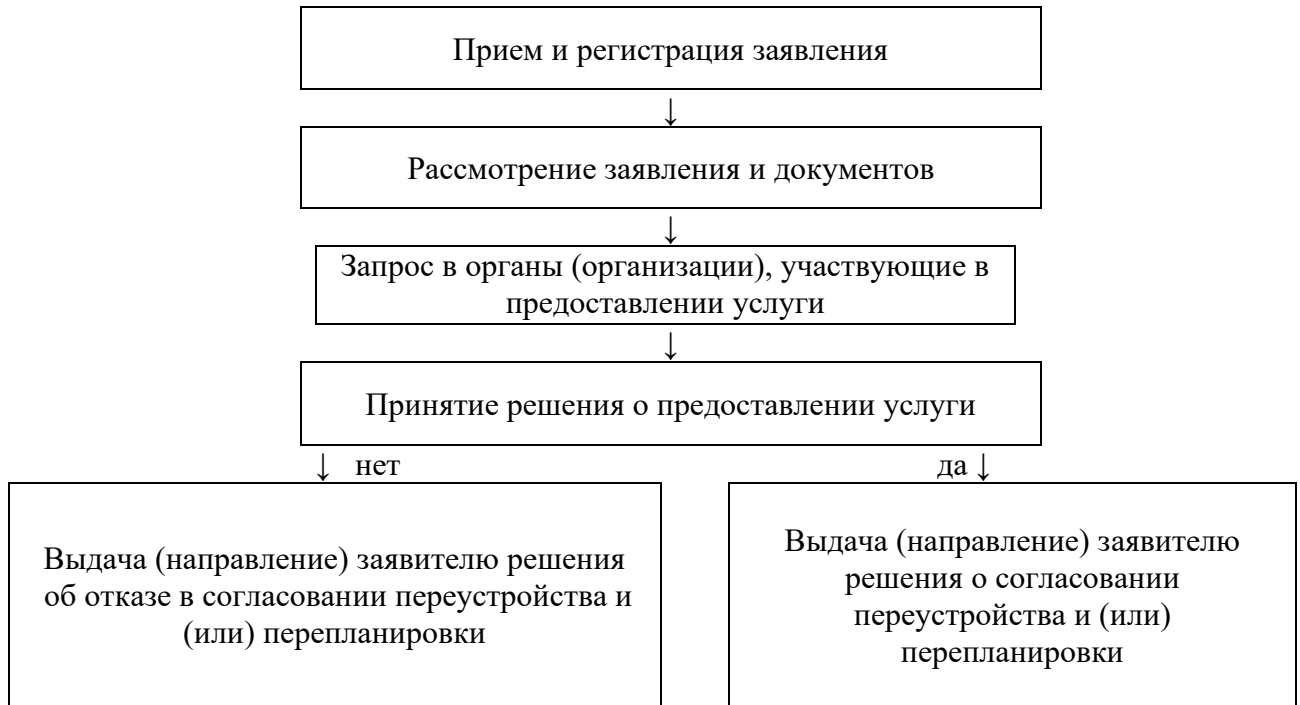 Прием и регистрация заявления
↓
Рассмотрение заявления и документов
↓
Запрос в органы (организации), участвующие в
предоставлении услуги
↓
Принятие решения о предоставлении услуги
↓ нет
да ↓
Выдача (направление) заявителю решения
об отказе в согласовании переустройства и
(или) перепланировки
Выдача (направление) заявителю
решения о согласовании
переустройства и (или)
перепланировки